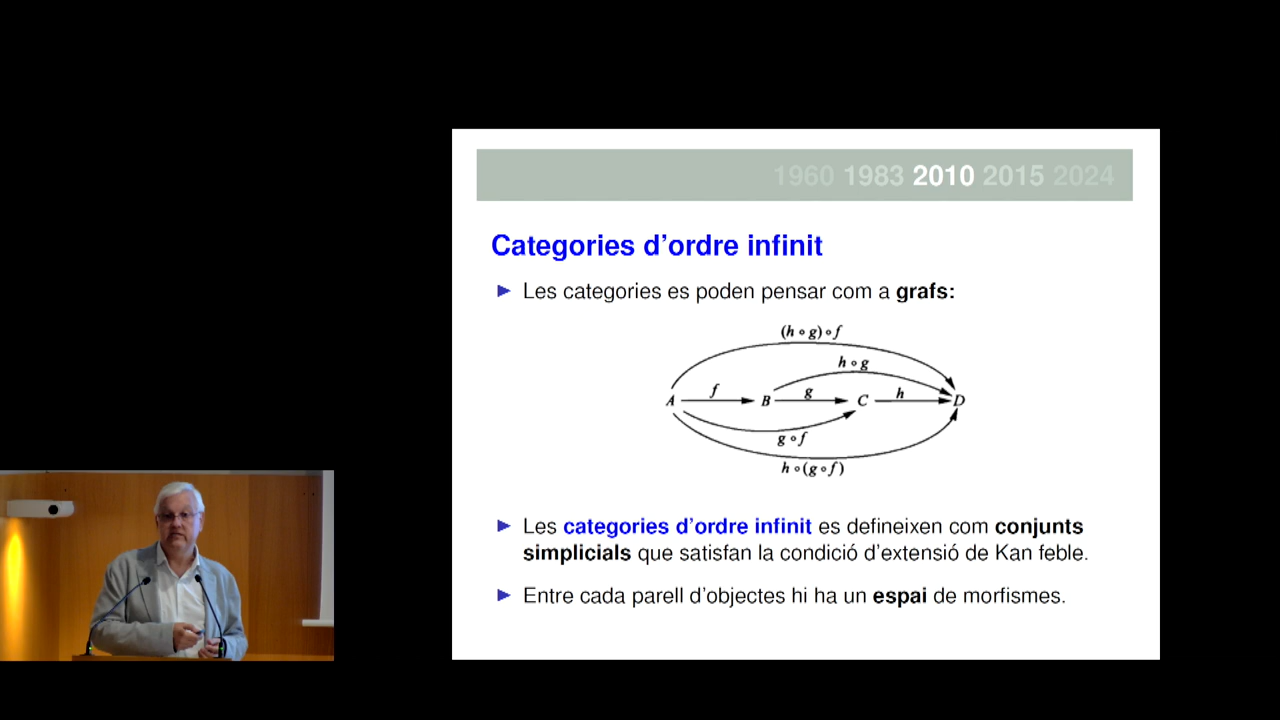 1960 1983 2010 2015 2024
Categories d'ordre infinit
Les categories es poden pensar com a grafs:
(h ∘ g) ∘ f
h ∘ g
A f B g C h D
g ∘ f
h ∘ (g ∘ f)
Les categories d'ordre infinit es defineixen com conjunts
simplicials que satisfan la condició d'extensió de Kan feble.
Entre cada parell d'objectes hi ha un espai de morfismes.